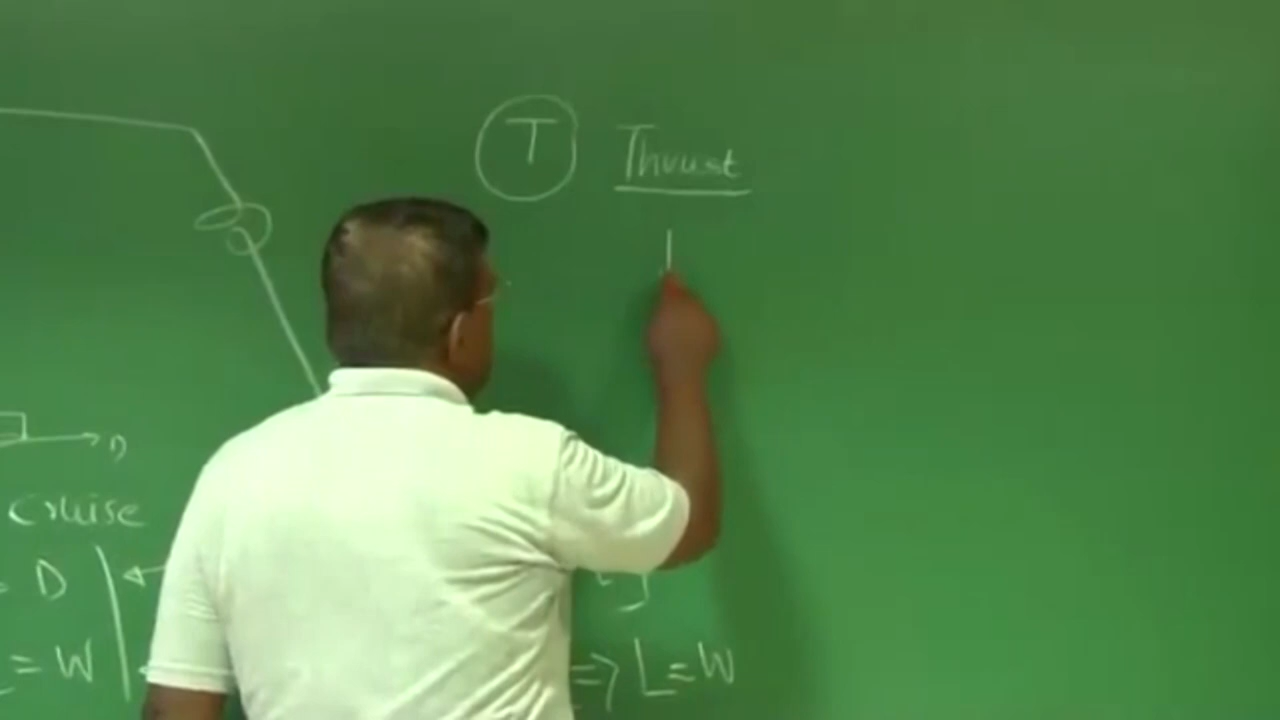 T Thrust
D
cruise
= D
= W
⇒ L = W